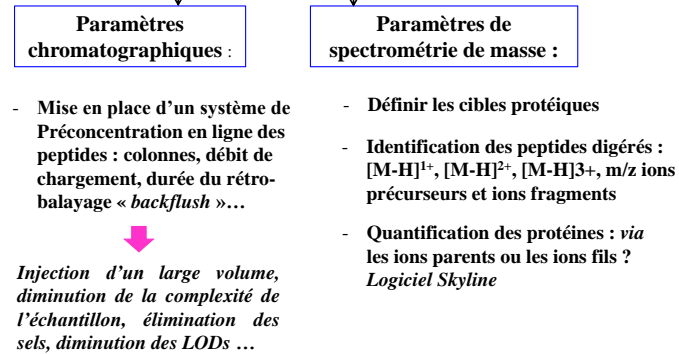 Paramètres
chromatographiques :
- Mise en place d'un système de
Préconcentration en ligne des
peptides : colonnes, débit de
chargement, durée du rétro-
balayage « backflush »…
Injection d'un large volume,
diminution de la complexité de
l'échantillon, élimination des
sels, diminution des LODs …
Paramètres de
spectrométrie de masse :
- Définir les cibles protéiques
- Identification des peptides digérés :
[M-H]¹⁺, [M-H]²⁺, [M-H]3+, m/z ions
précurseurs et ions fragments
- Quantification des protéines : via
les ions parents ou les ions fils ?
Logiciel Skyline